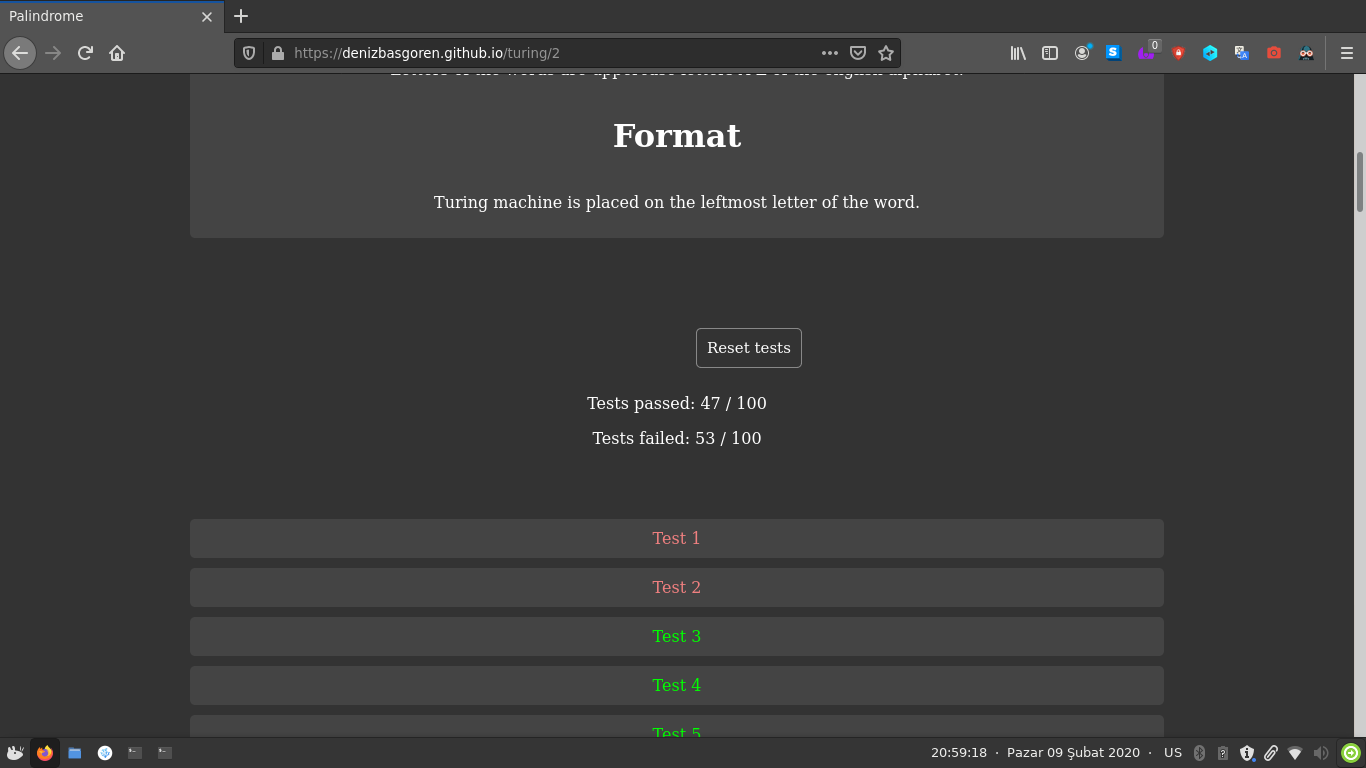 Palindrome
https://denizbasgoren.github.io/turing/2
0
Format
Turing machine is placed on the leftmost letter of the word.
Reset tests
Tests passed: 47 / 100
Tests failed: 53 / 100
Test 1
Test 2
Test 3
Test 4
Test 5
20:59:18 · Pazar 09 Şubat 2020 · US